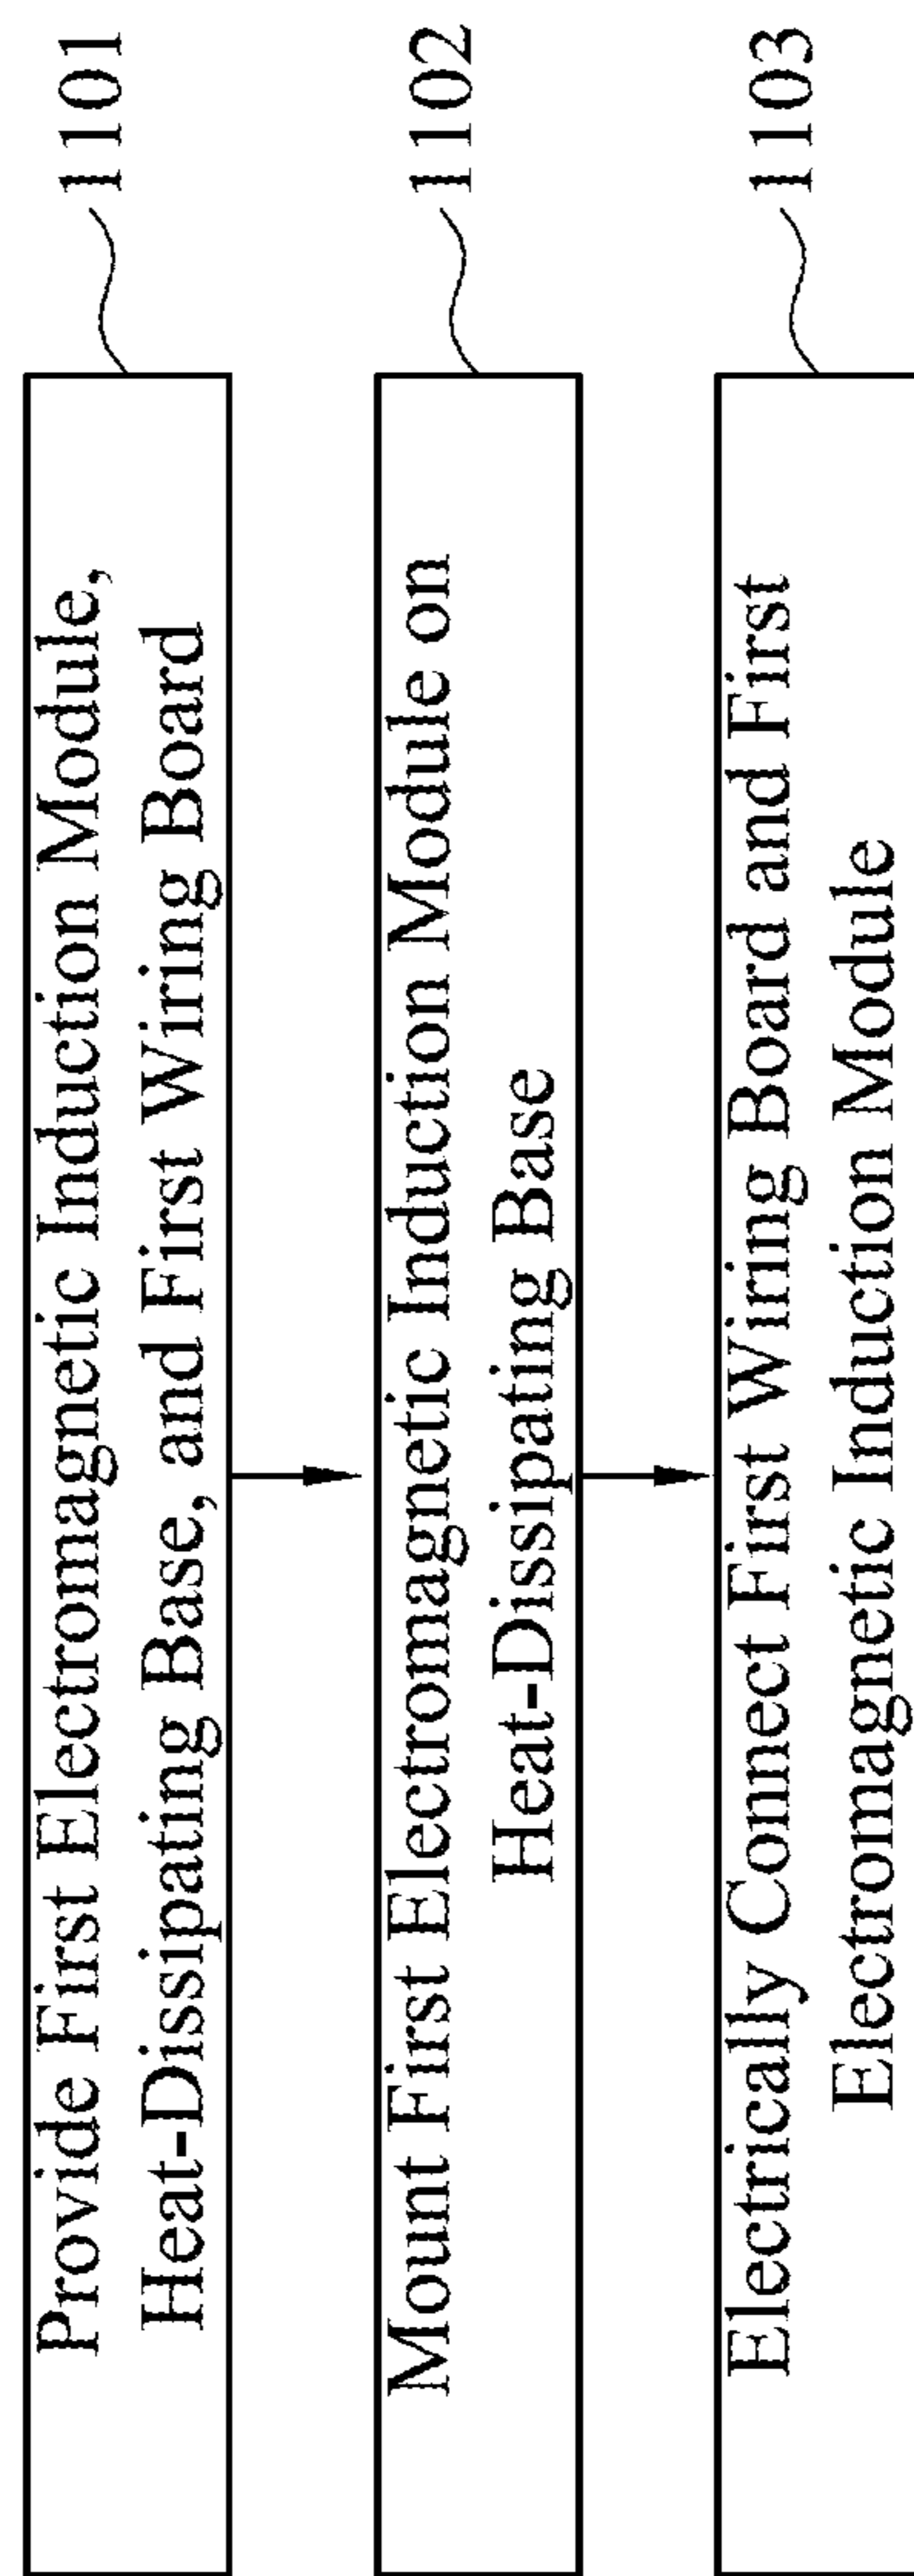 Provide First Electromagnetic Induction Module,
Heat-Dissipating Base, and First Wiring Board
1101
Mount First Electromagnetic Induction Module on
Heat-Dissipating Base
1102
Electrically Connect First Wiring Board and First
Electromagnetic Induction Module
1103